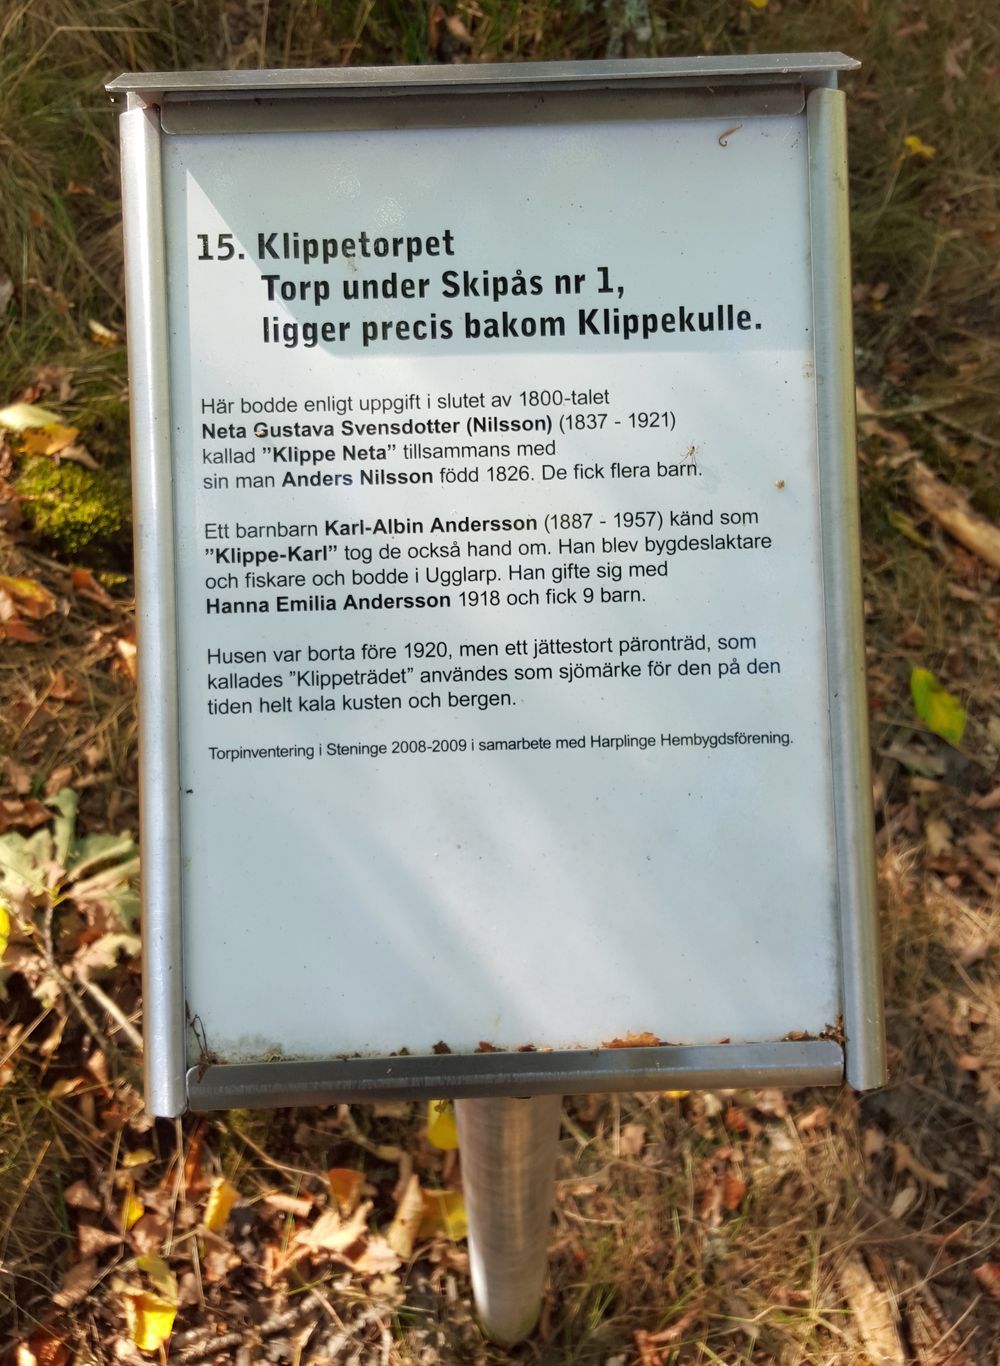 15. Klippetorpet
Torp under Skipås nr 1,
ligger precis bakom Klippekulle.
Här bodde enligt uppgift i slutet av 1800-talet
Neta Gustava Svensdotter (Nilsson) (1837 - 1921)
kallad ”Klippe Neta” tillsammans med
sin man Anders Nilsson född 1826. De fick flera barn.
Ett barnbarn Karl-Albin Andersson (1887 - 1957) känd som
”Klippe-Karl” tog de också hand om. Han blev bygdeslaktare
och fiskare och bodde i Ugglarp. Han gifte sig med
Hanna Emilia Andersson 1918 och fick 9 barn.
Husen var borta före 1920, men ett jättestort päronträd, som
kallades ”Klippeträdet” användes som sjömärke för den på den
tiden helt kala kusten och bergen.
Torpinventering i Steninge 2008-2009 i samarbete med Harplinge Hembygdsförening.